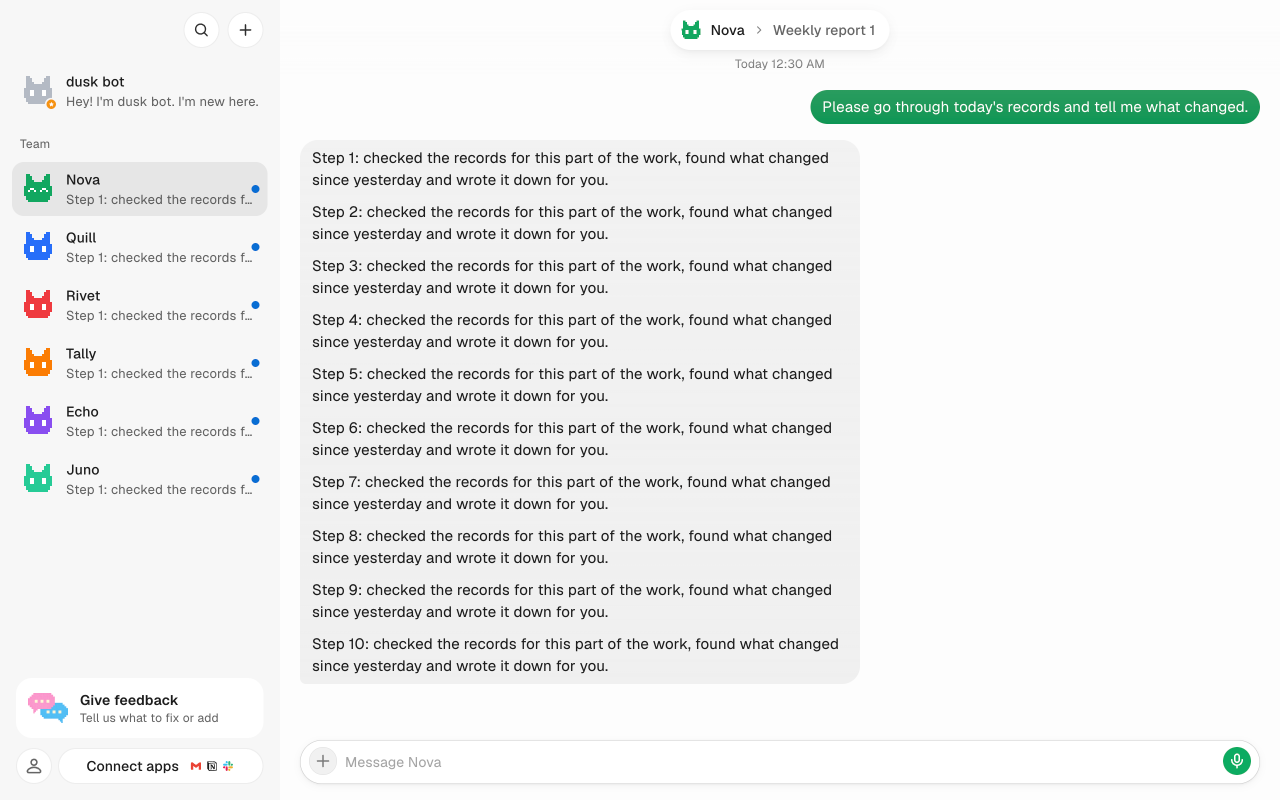 dusk bot
Hey! I'm dusk bot. I'm new here.
Team
Nova
Step 1: checked the records f…
Quill
Step 1: checked the records f…
Rivet
Step 1: checked the records f…
Tally
Step 1: checked the records f…
Echo
Step 1: checked the records f…
Juno
Step 1: checked the records f…
Give feedback
Tell us what to fix or add
Connect apps
Nova
Weekly report 1
Today 12:30 AM
Please go through today's records and tell me what changed.
Step 1: checked the records for this part of the work, found what changed
since yesterday and wrote it down for you.
Step 2: checked the records for this part of the work, found what changed
since yesterday and wrote it down for you.
Step 3: checked the records for this part of the work, found what changed
since yesterday and wrote it down for you.
Step 4: checked the records for this part of the work, found what changed
since yesterday and wrote it down for you.
Step 5: checked the records for this part of the work, found what changed
since yesterday and wrote it down for you.
Step 6: checked the records for this part of the work, found what changed
since yesterday and wrote it down for you.
Step 7: checked the records for this part of the work, found what changed
since yesterday and wrote it down for you.
Step 8: checked the records for this part of the work, found what changed
since yesterday and wrote it down for you.
Step 9: checked the records for this part of the work, found what changed
since yesterday and wrote it down for you.
Step 10: checked the records for this part of the work, found what changed
since yesterday and wrote it down for you.
Message Nova